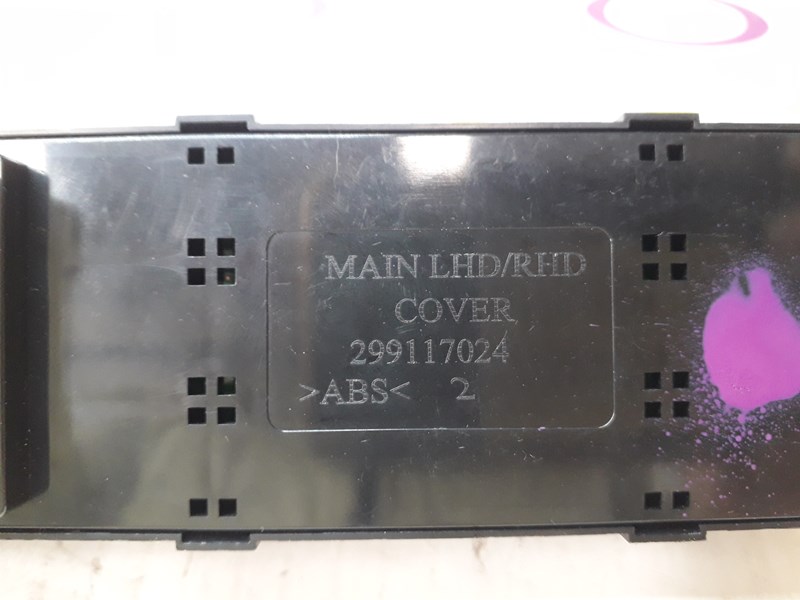 MAIN LHD/RHD
COVER
299117024
>ABS< 2